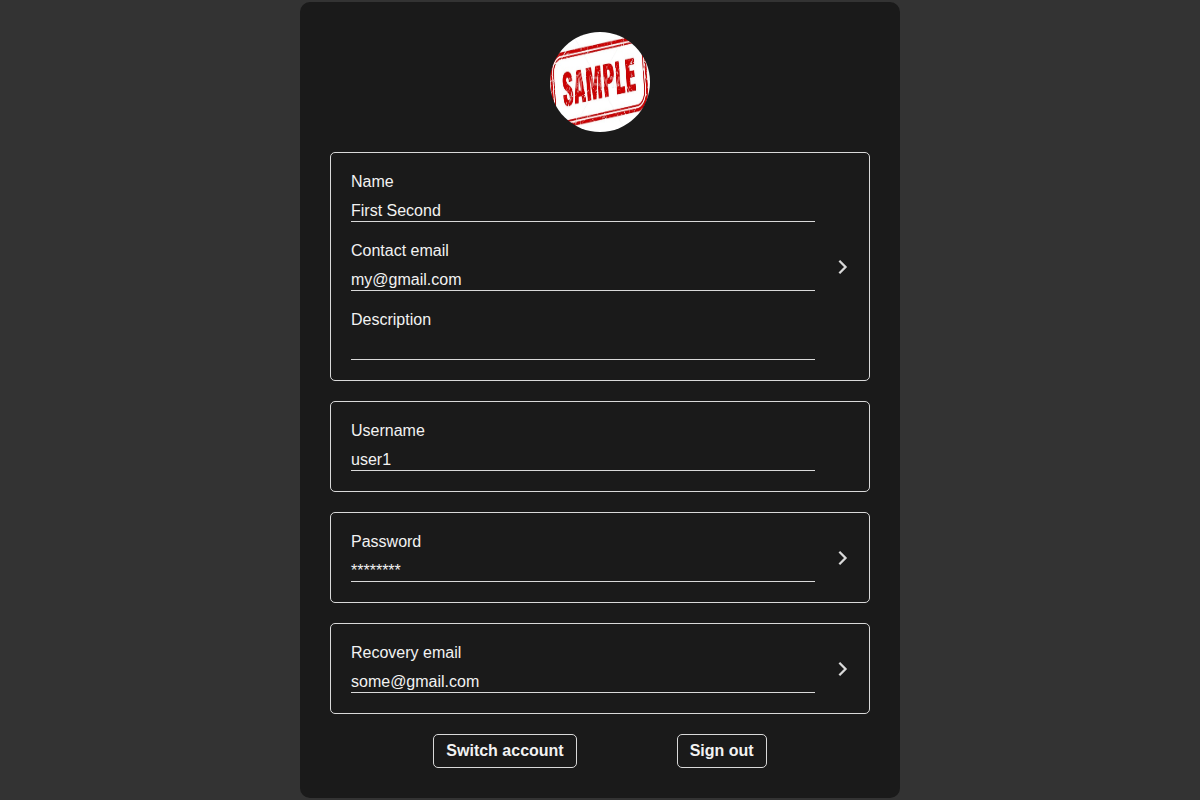 SAMPLE
Name
First Second
Contact email
my@gmail.com
Description
Username
user1
Password
********
Recovery email
some@gmail.com
Switch account
Sign out